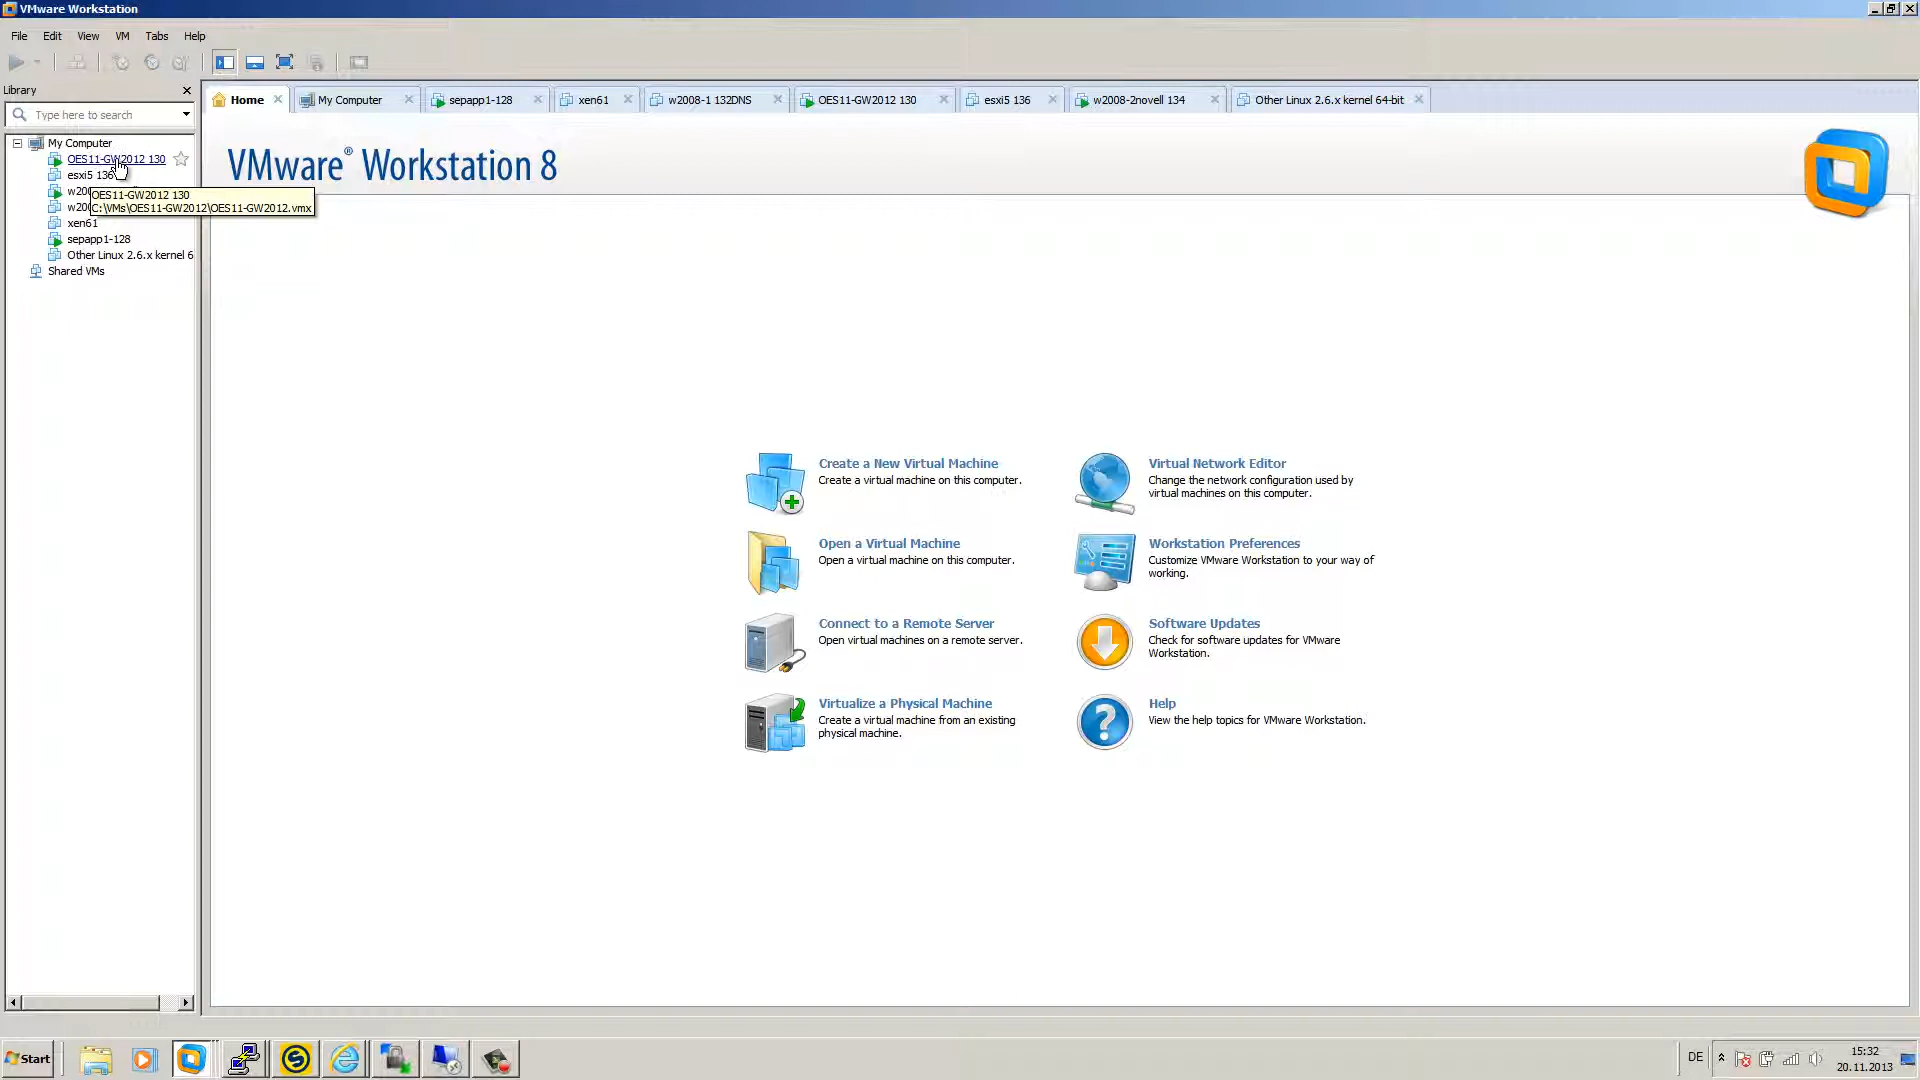 VMware Workstation
File Edit View VM Tabs Help
Library
Type here to search
My Computer
OES11-GW2012 130
esxi5 136
w200
w200
xen61
sepapp1-128
Other Linux 2.6.x kernel 6
Shared VMs
OES11-GW2012 130
C:\VMs\OES11-GW2012\OES11-GW2012.vmx
Home My Computer sepapp1-128 xen61 w2008-1 132DNS OES11-GW2012 130 esxi5 136 w2008-2novell 134 Other Linux 2.6.x kernel 64-bit
VMware® Workstation 8
Create a New Virtual Machine
Create a virtual machine on this computer.
Open a Virtual Machine
Open a virtual machine on this computer.
Connect to a Remote Server
Open virtual machines on a remote server.
Virtualize a Physical Machine
Create a virtual machine from an existing
physical machine.
Virtual Network Editor
Change the network configuration used by
virtual machines on this computer.
Workstation Preferences
Customize VMware Workstation to your way of
working.
Software Updates
Check for software updates for VMware
Workstation.
Help
View the help topics for VMware Workstation.
Start
DE
15:32
20.11.2013